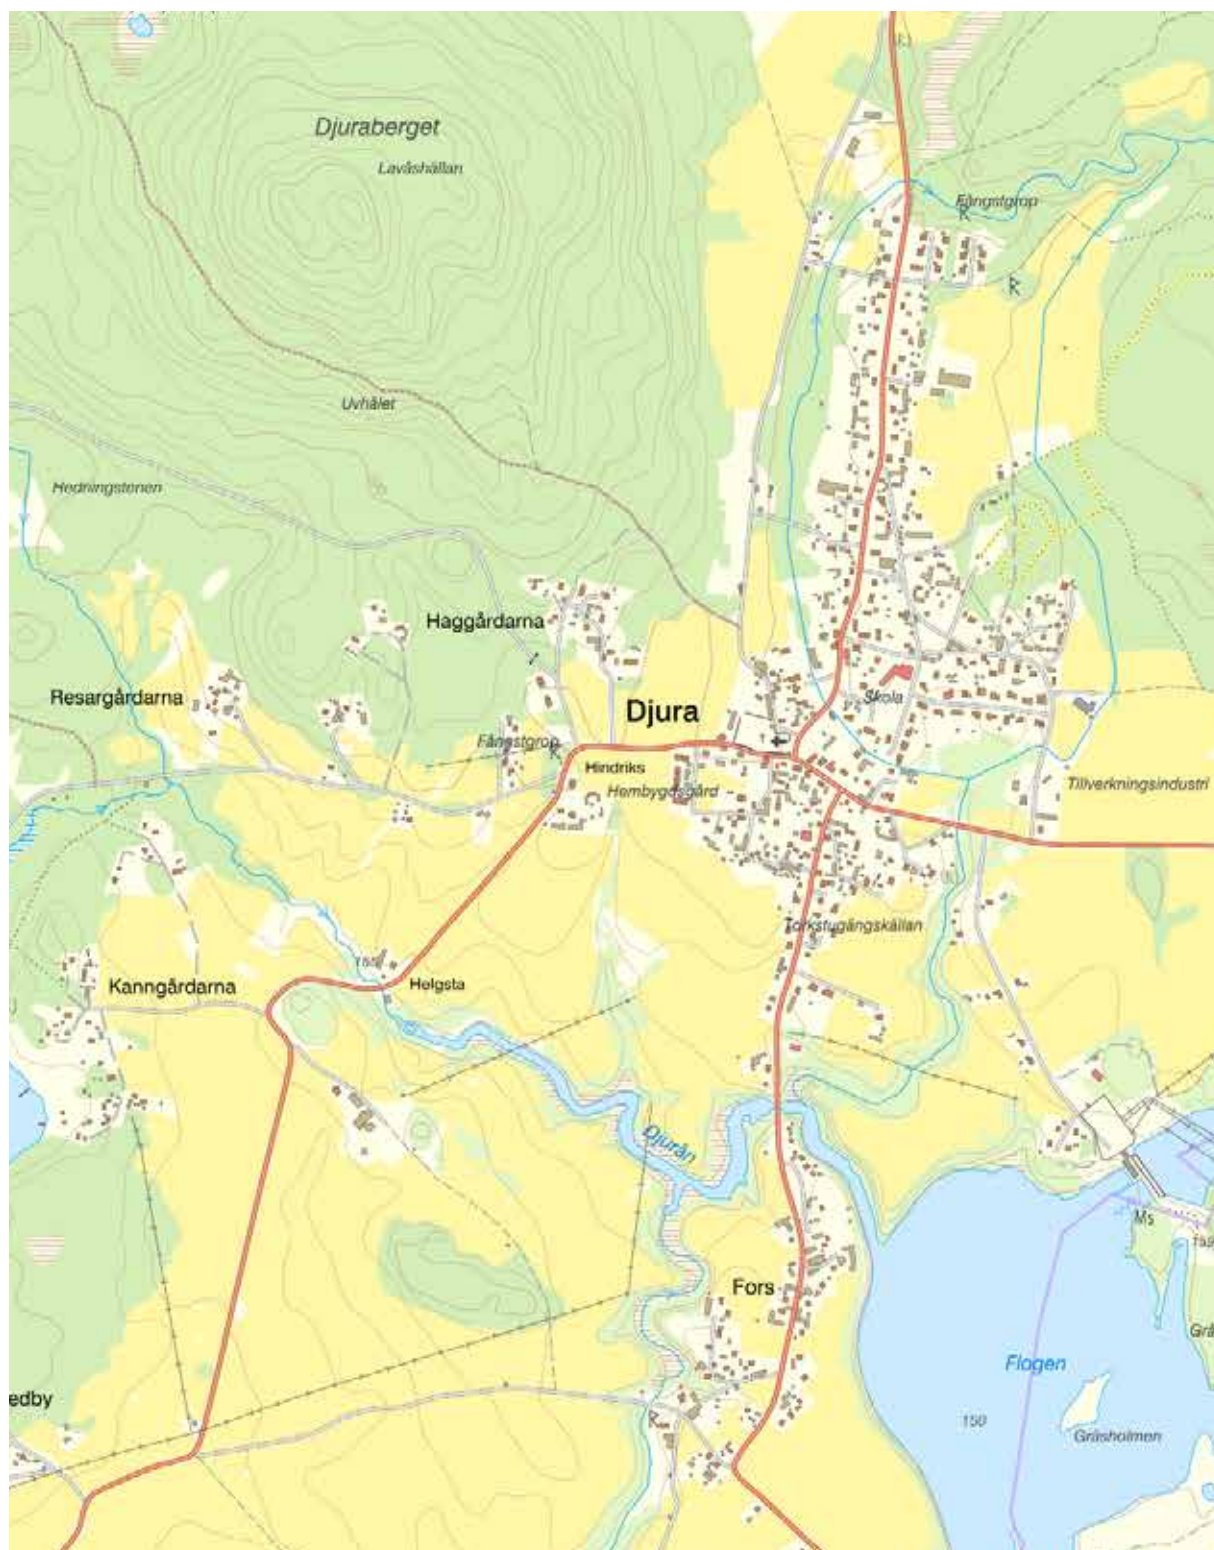 Djuraberget
Lavåshällan
Fångstgrop
Uvhålet
Hedningstenen
Haggårdarna
Resargårdarna
Skola
Djura
Fångstgrop
Hindriks
Hembygdsgård
Tillverkningsindustri
Torkstugängskällan
Kanngårdarna
Helgsta
Djurån
Ms
Fors
Flogen
edby
150
Gräsholmen